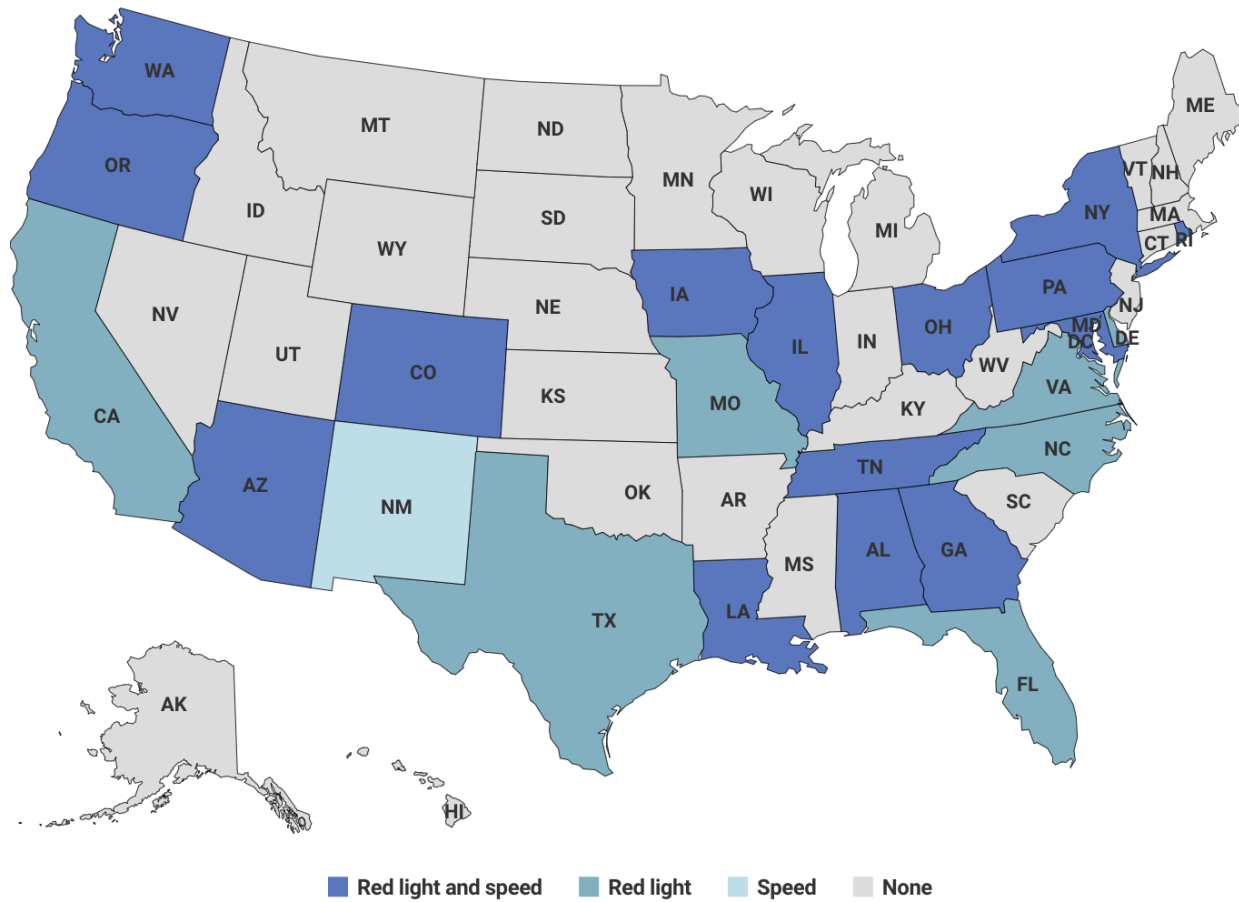 WA
MT
ND
MN
ME
OR
ID
SD
WI
VT
NH
WY
MI
NY
MA
CT
RI
NV
NE
IA
PA
NJ
UT
CO
IL
IN
OH
MD
DC
DE
WV
VA
KS
MO
KY
CA
NC
AZ
NM
OK
TN
AR
SC
MS
AL
GA
TX
LA
FL
AK
HI
Red light and speed
Red light
Speed
None